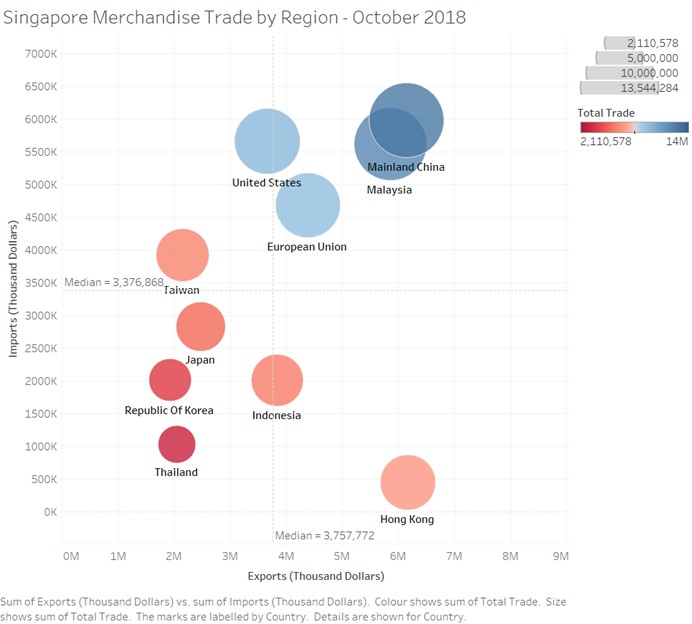 Singapore Merchandise Trade by Region - October 2018
2,110,578
5,000,000
10,000,000
13,544,284
Total Trade
2,110,578 14M
Imports (Thousand Dollars)
7000K
6500K
6000K
5500K
5000K
4500K
4000K
3500K
3000K
2500K
2000K
1500K
1000K
500K
0K
Mainland China
United States
Malaysia
European Union
Median = 3,376,868
Taiwan
Japan
Republic Of Korea
Indonesia
Thailand
Hong Kong
Median = 3,757,772
0M 1M 2M 3M 4M 5M 6M 7M 8M 9M
Exports (Thousand Dollars)
Sum of Exports (Thousand Dollars) vs. sum of Imports (Thousand Dollars).  Colour shows sum of Total Trade.  Size
shows sum of Total Trade.  The marks are labelled by Country.  Details are shown for Country.